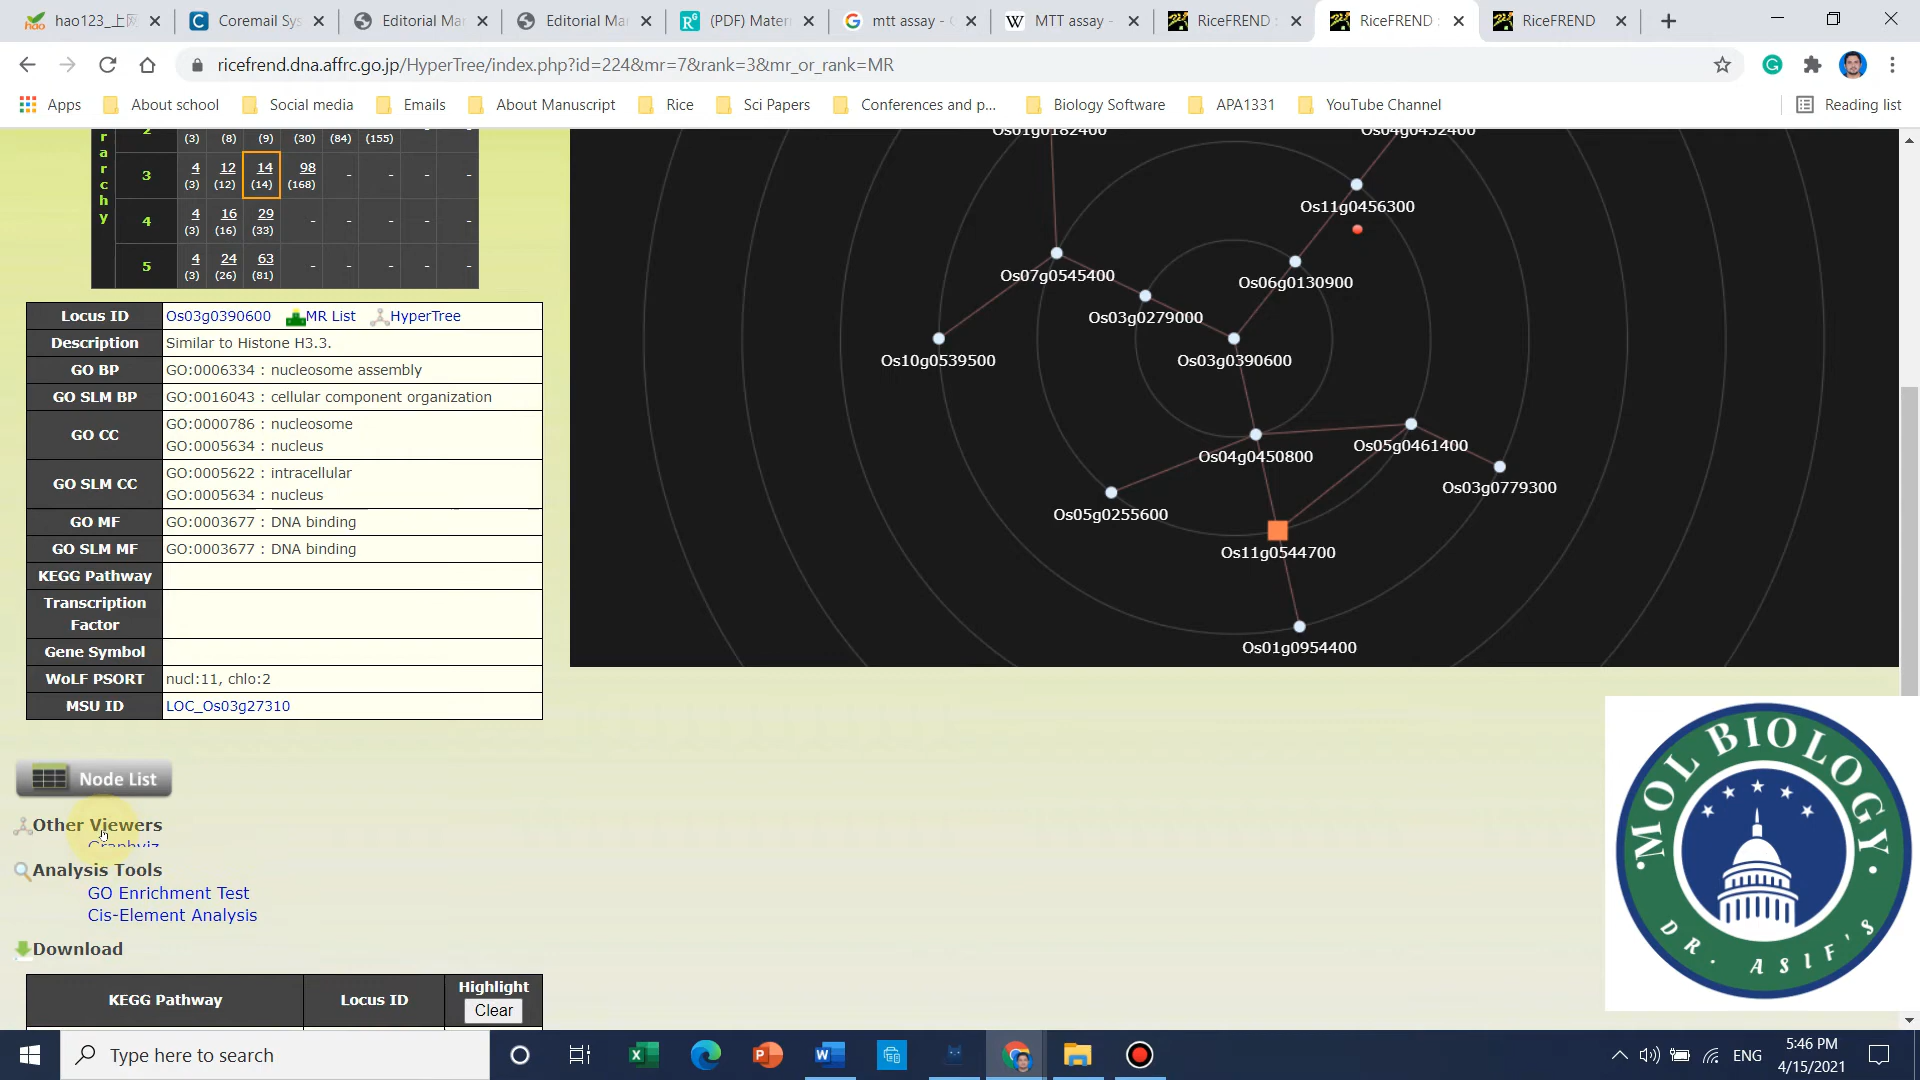 hao123_上网
Coremail Sys
Editorial Ma
Editorial Ma
(PDF) Mater
mtt assay -
MTT assay -
RiceFREND
RiceFREND
RiceFREND
ricefrend.dna.affrc.go.jp/HyperTree/index.php?id=224&mr=7&rank=3&mr_or_rank=MR
Apps
About school
Social media
Emails
About Manuscript
Rice
Sci Papers
Conferences and p...
Biology Software
APA1331
YouTube Channel
Reading list
rarchy
2
(3) (8) (9) (30) (84) (155) - -
3 4 12 14 98 - - - -
(3) (12) (14) (168)
4 4 16 29 - - - - -
(3) (16) (33)
5 4 24 63 - - - - -
(3) (26) (81)
Locus ID Os03g0390600 MR List HyperTree
Description Similar to Histone H3.3.
GO BP GO:0006334 : nucleosome assembly
GO SLM BP GO:0016043 : cellular component organization
GO CC GO:0000786 : nucleosome
GO:0005634 : nucleus
GO SLM CC GO:0005622 : intracellular
GO:0005634 : nucleus
GO MF GO:0003677 : DNA binding
GO SLM MF GO:0003677 : DNA binding
KEGG Pathway
Transcription
Factor
Gene Symbol
WoLF PSORT nucl:11, chlo:2
MSU ID LOC_Os03g27310
Node List
Other Viewers
Graphviz
Analysis Tools
GO Enrichment Test
Cis-Element Analysis
Download
KEGG Pathway Locus ID Highlight
Clear
Os01g0182400
Os04g0432400
Os11g0456300
Os07g0545400
Os06g0130900
Os03g0279000
Os10g0539500
Os03g0390600
Os05g0461400
Os04g0450800
Os03g0779300
Os05g0255600
Os11g0544700
Os01g0954400
MOL BIOLOGY
DR. ASIF'S
Type here to search
ENG
5:46 PM
4/15/2021